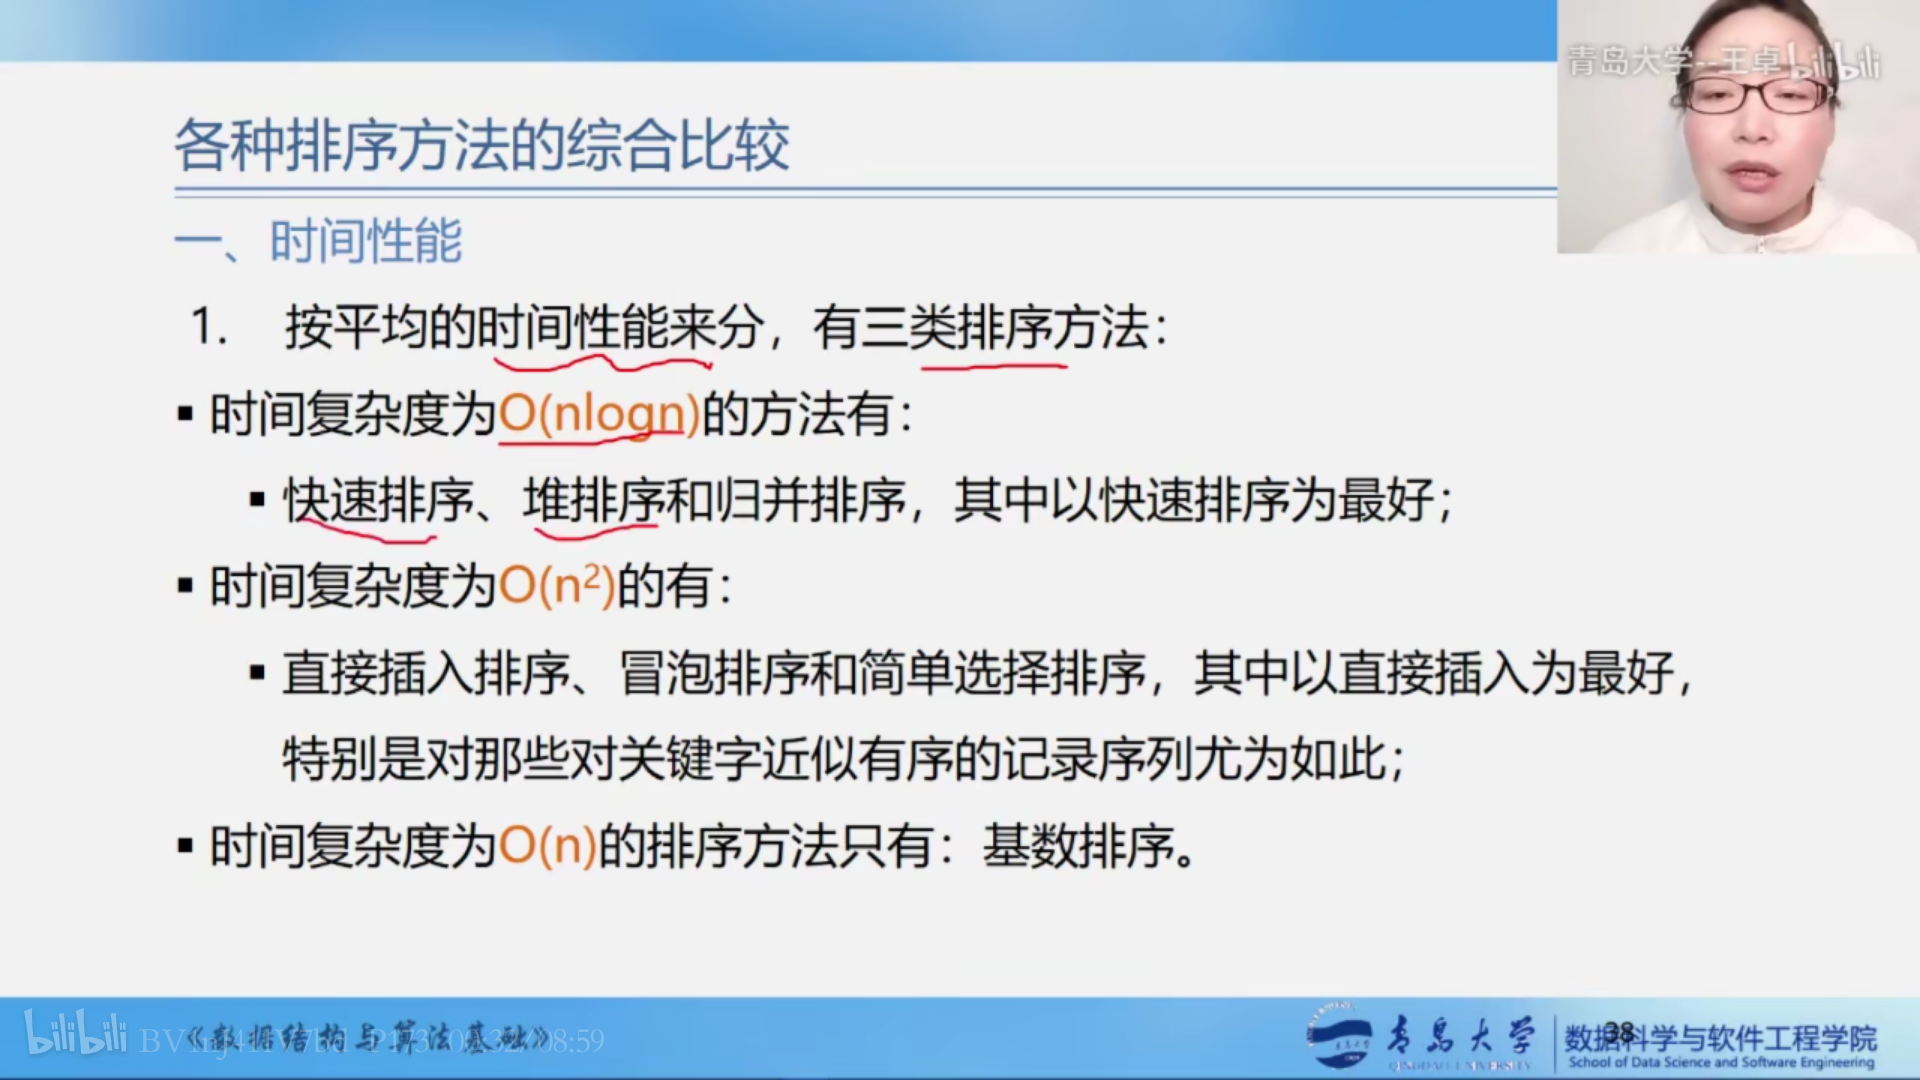 青岛大学--王卓 bilibili
各种排序方法的综合比较
一、时间性能
1. 按平均的时间性能来分，有三类排序方法：
▪ 时间复杂度为O(nlogn)的方法有：
▪ 快速排序、堆排序和归并排序，其中以快速排序为最好；
▪ 时间复杂度为O(n²)的有：
▪ 直接插入排序、冒泡排序和简单选择排序，其中以直接插入为最好，
特别是对那些对关键字近似有序的记录序列尤为如此；
▪ 时间复杂度为O(n)的排序方法只有：基数排序。
bilibili
《数据结构与算法基础》
08:59
青岛大学
QINGDAO UNIVERSITY
38
数据科学与软件工程学院
School of Data Science and Software Engineering